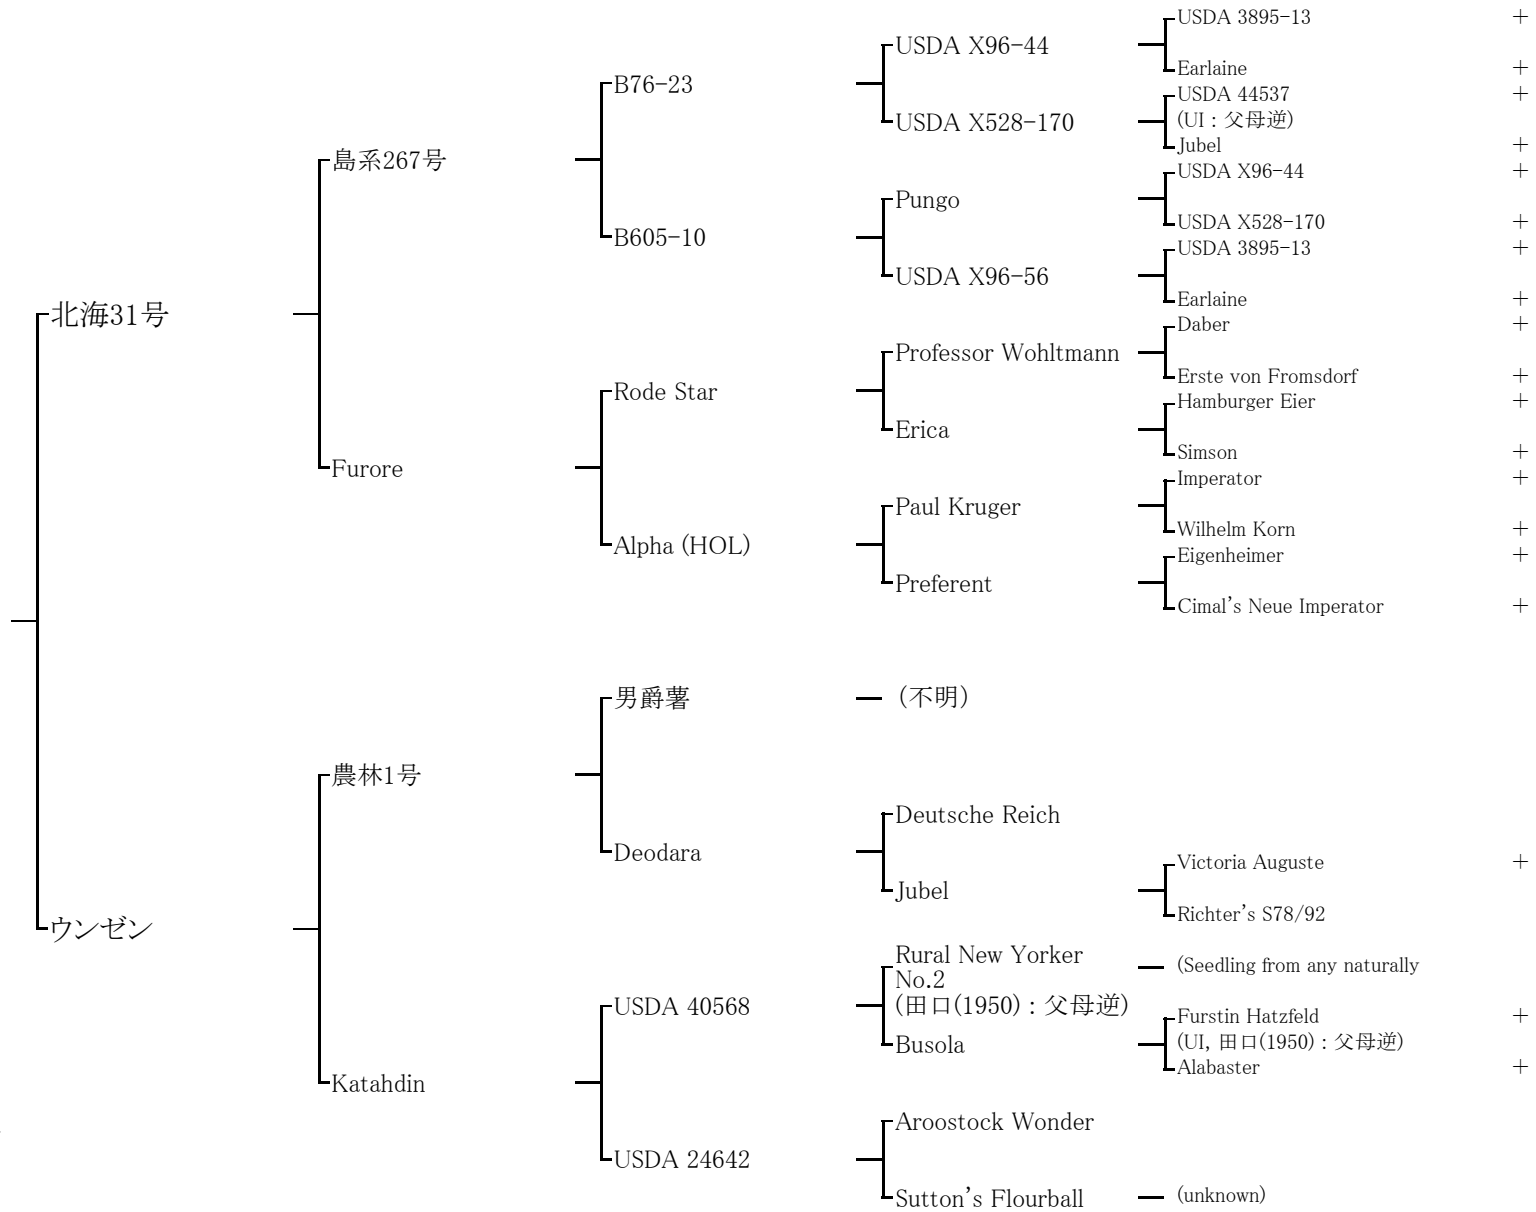 USDA 3895-13 +
USDA X96-44
Earlaine +
B76-23
USDA 44537 +
USDA X528-170
(UI : 父母逆)
Jubel +
島系267号
USDA X96-44 +
Pungo
USDA X528-170 +
B605-10
USDA 3895-13 +
USDA X96-56
Earlaine +
北海31号
Daber +
Professor Wohltmann
Erste von Fromsdorf +
Rode Star
Hamburger Eier +
Erica
Simson +
Furore
Imperator +
Paul Kruger
Wilhelm Korn +
Alpha (HOL)
Eigenheimer +
Preferent
Cimal's Neue Imperator +
男爵薯
(不明)
農林1号
Deutsche Reich
Deodara
Victoria Auguste +
Jubel
Richter's S78/92
ウンゼン
Rural New Yorker
No.2
(田口(1950) : 父母逆)
(Seedling from any naturally
USDA 40568
Furstin Hatzfeld +
Busola
(UI, 田口(1950) : 父母逆)
Alabaster +
Katahdin
Aroostock Wonder
USDA 24642
Sutton's Flourball
(unknown)